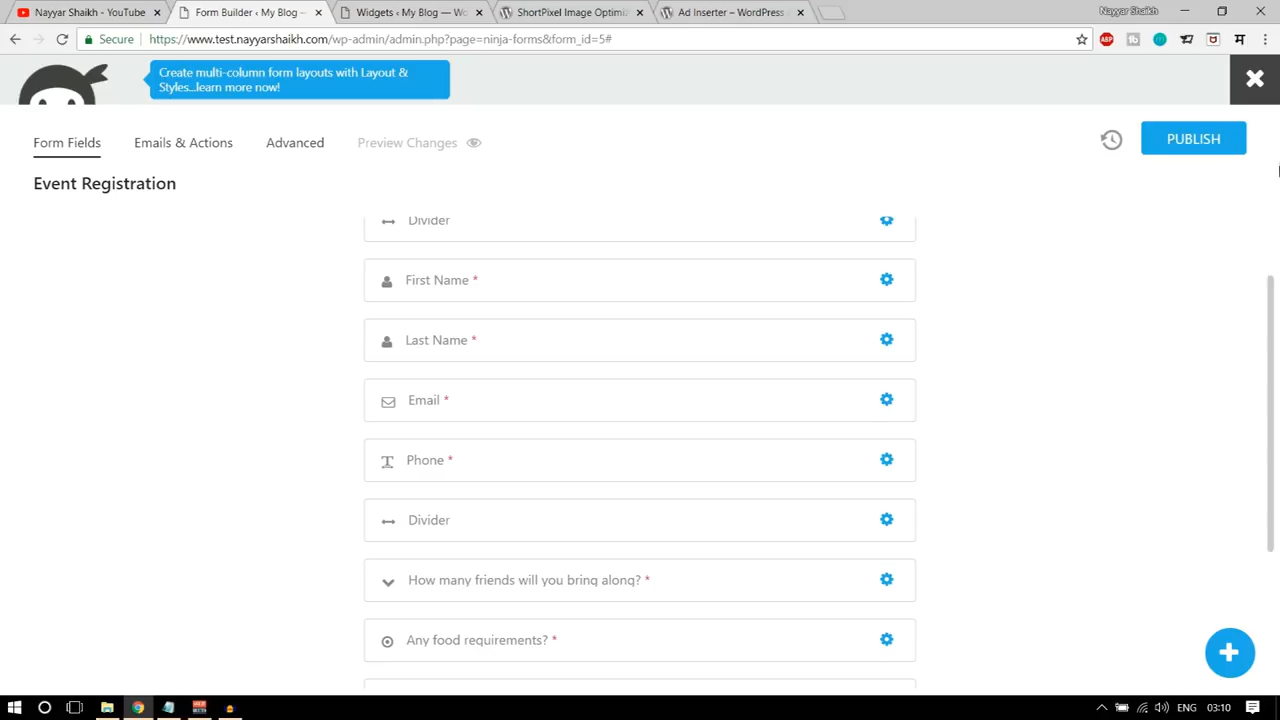 Nayyar Shaikh - YouTube
Form Builder ‹ My Blog —
Widgets ‹ My Blog — Wo
ShortPixel Image Optimiz
Ad Inserter – WordPress
Nayyar Shaikh
Secure
https://www.test.nayyarshaikh.com/wp-admin/admin.php?page=ninja-forms&form_id=5#
ABP
Create multi-column form layouts with Layout &
Styles...learn more now!
Form Fields
Emails & Actions
Advanced
Preview Changes
PUBLISH
Event Registration
Divider
First Name *
Last Name *
Email *
Phone *
Divider
How many friends will you bring along? *
Any food requirements? *
ENG
03:10